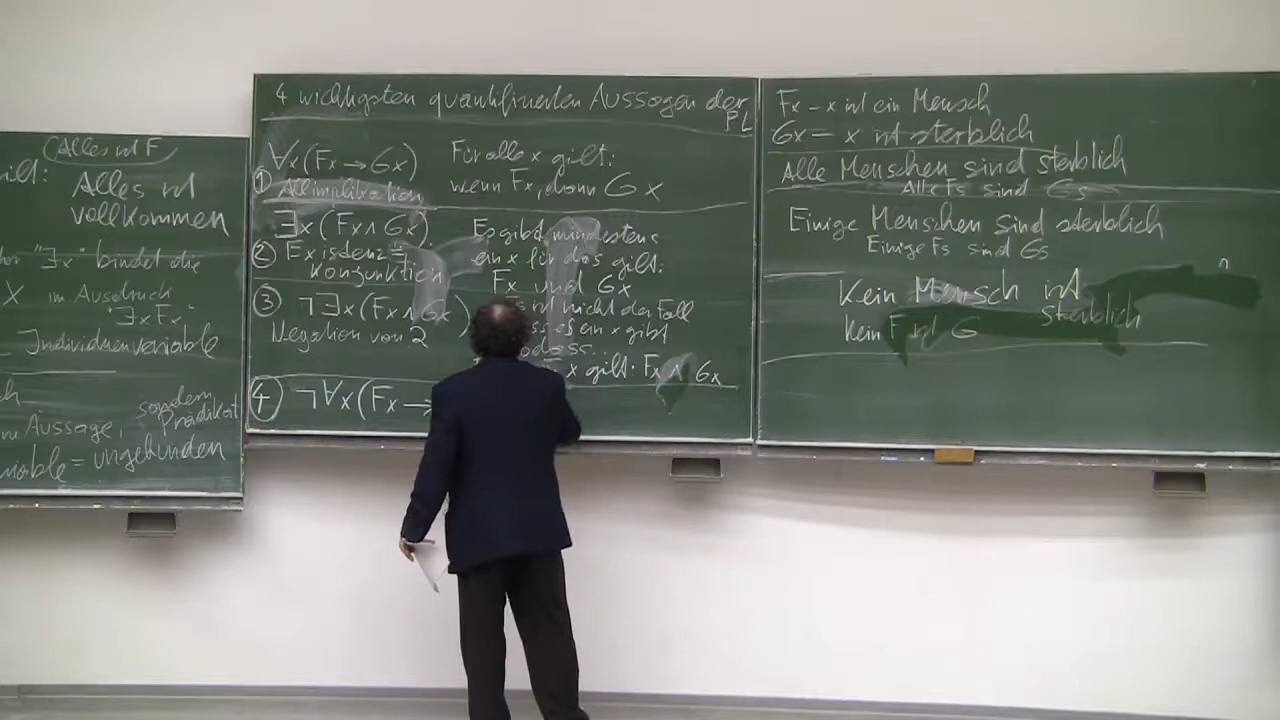 (Alles ist F
Alles ist
vollkommen
"∃x" bindet die
X im Ausdruck
"∃xFx"
Individuenvariable
Aussage, sondern
Prädikat
= ungebunden
4 wichtigsten quantifizierten Aussagen der
PL
∀x(Fx→Gx)
① Allimplikation
Für alle x gilt:
wenn Fx, dann Gx
∃x(Fx∧Gx)
② Existenz=
konjunktion
Es gibt mindestens
ein x für das gilt:
Fx und Gx
③ ¬∃x(Fx∧Gx)
Negation von 2
ist nicht der Fall
es ein x gibt
x gilt: Fx ∧ Gx
④ ¬∀x(Fx→
Fx – x ist ein Mensch
Gx – x ist sterblich
Alle Menschen sind sterblich
Alle Fs sind Gs
Einige Menschen sind sterblich
Einige Fs sind Gs
Kein Mensch ist
sterblich
Kein F ist G